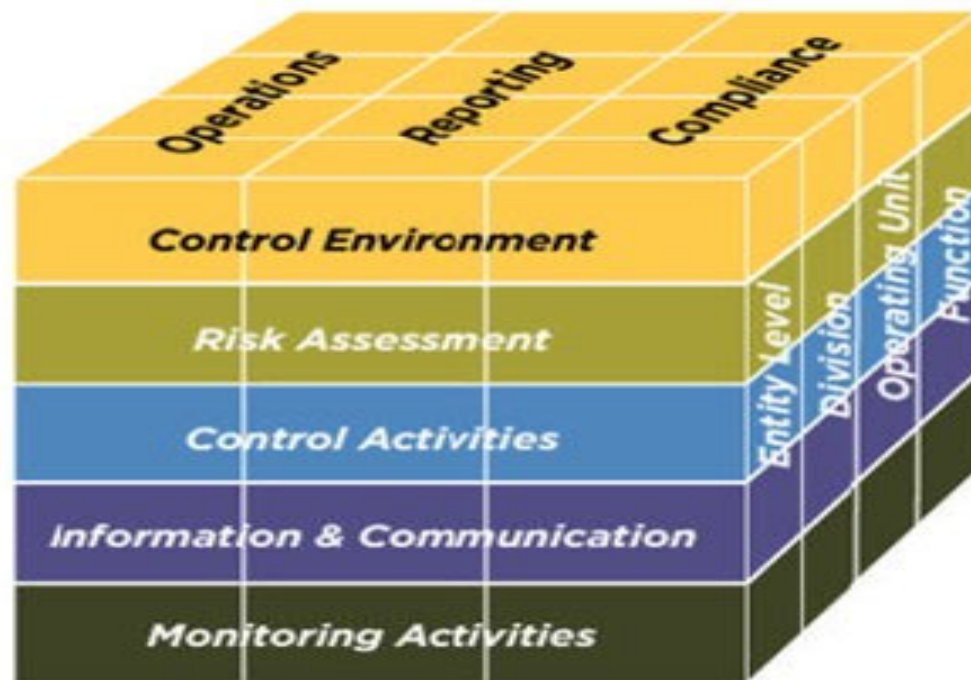 Operations
Reporting
Compliance
Control Environment
Risk Assessment
Control Activities
Information & Communication
Monitoring Activities
Entity Level
Division
Operating Unit
Function